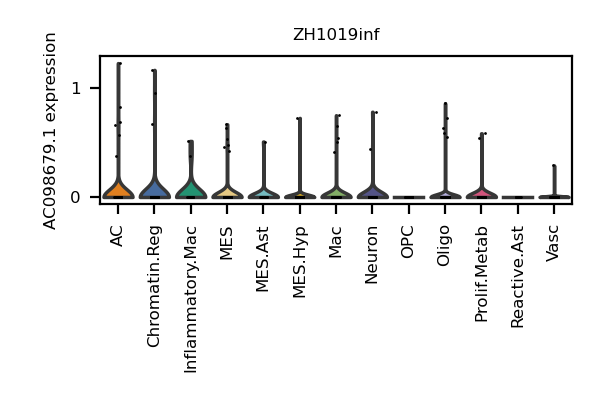 ZH1019inf
AC098679.1 expression
1
0
AC
Chromatin.Reg
Inflammatory.Mac
MES
MES.Ast
MES.Hyp
Mac
Neuron
OPC
Oligo
Prolif.Metab
Reactive.Ast
Vasc